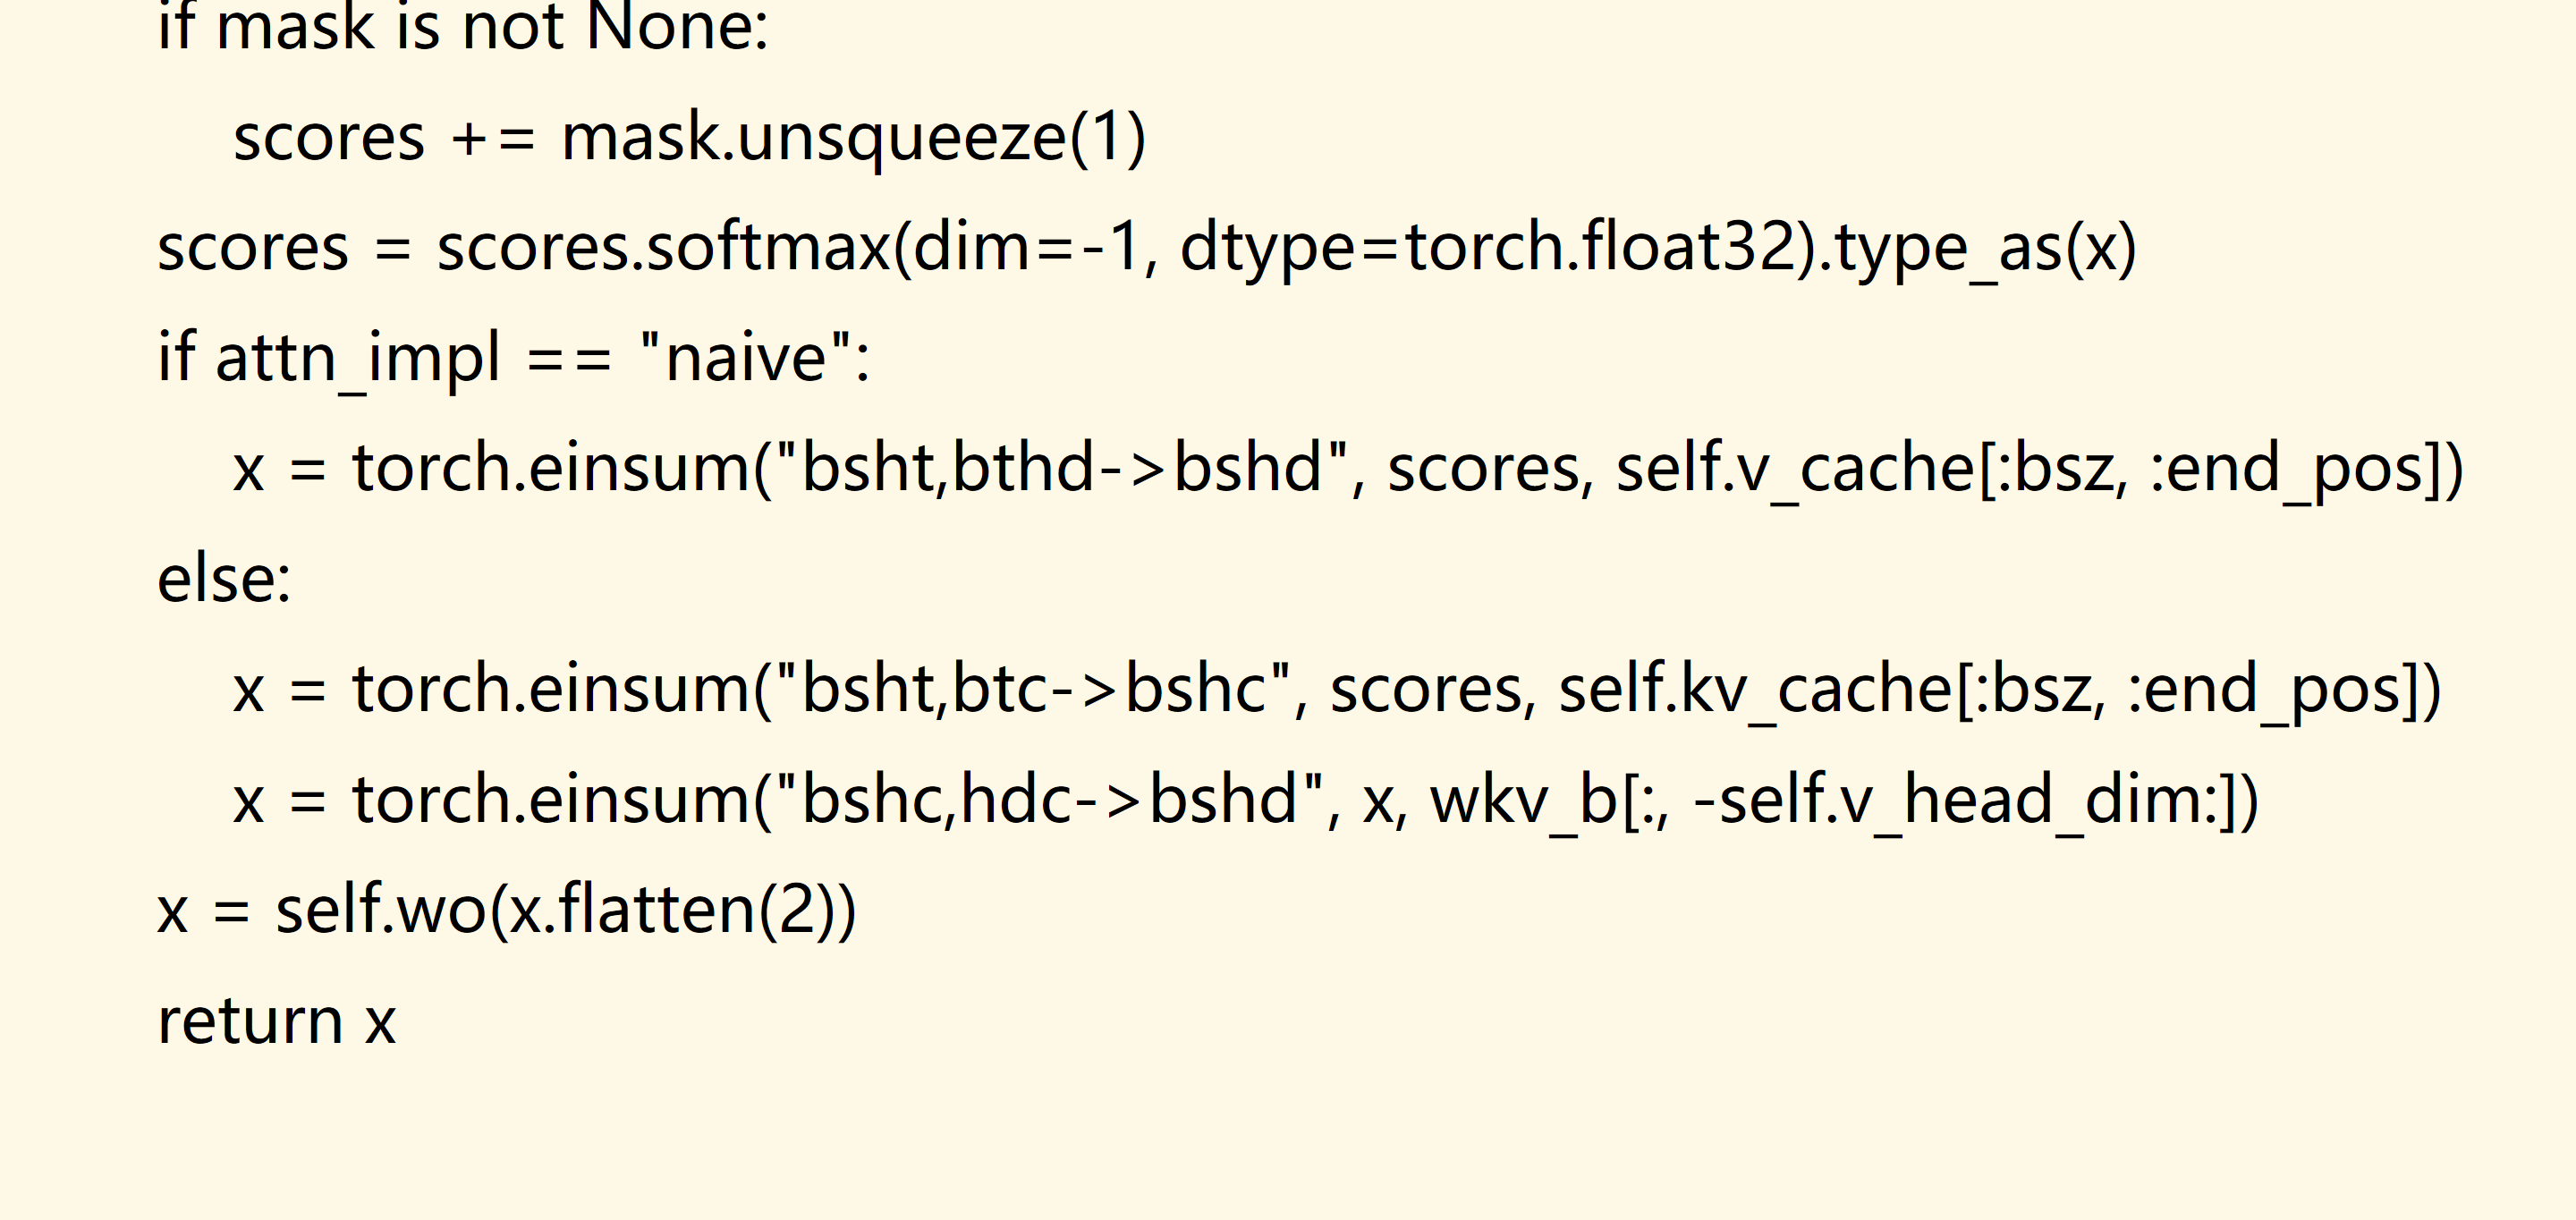 if mask is not None:
    scores += mask.unsqueeze(1)
scores = scores.softmax(dim=-1, dtype=torch.float32).type_as(x)
if attn_impl == "naive":
    x = torch.einsum("bsht,bthd->bshd", scores, self.v_cache[:bsz, :end_pos])
else:
    x = torch.einsum("bsht,btc->bshc", scores, self.kv_cache[:bsz, :end_pos])
    x = torch.einsum("bshc,hdc->bshd", x, wkv_b[:, -self.v_head_dim:])
x = self.wo(x.flatten(2))
return x